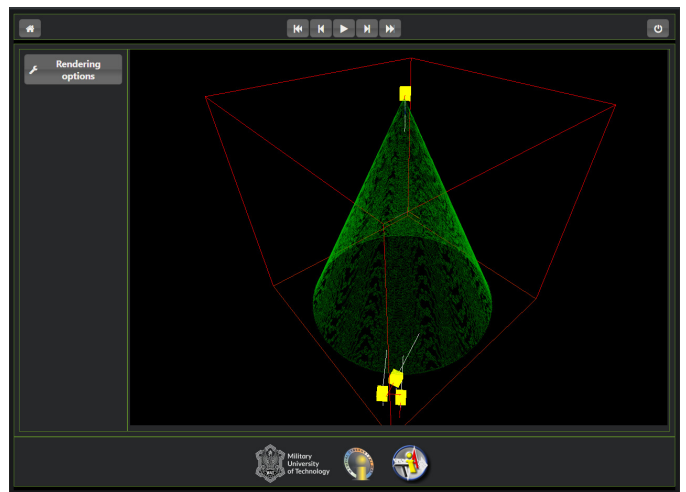 Rendering
options
Military
University
of Technology